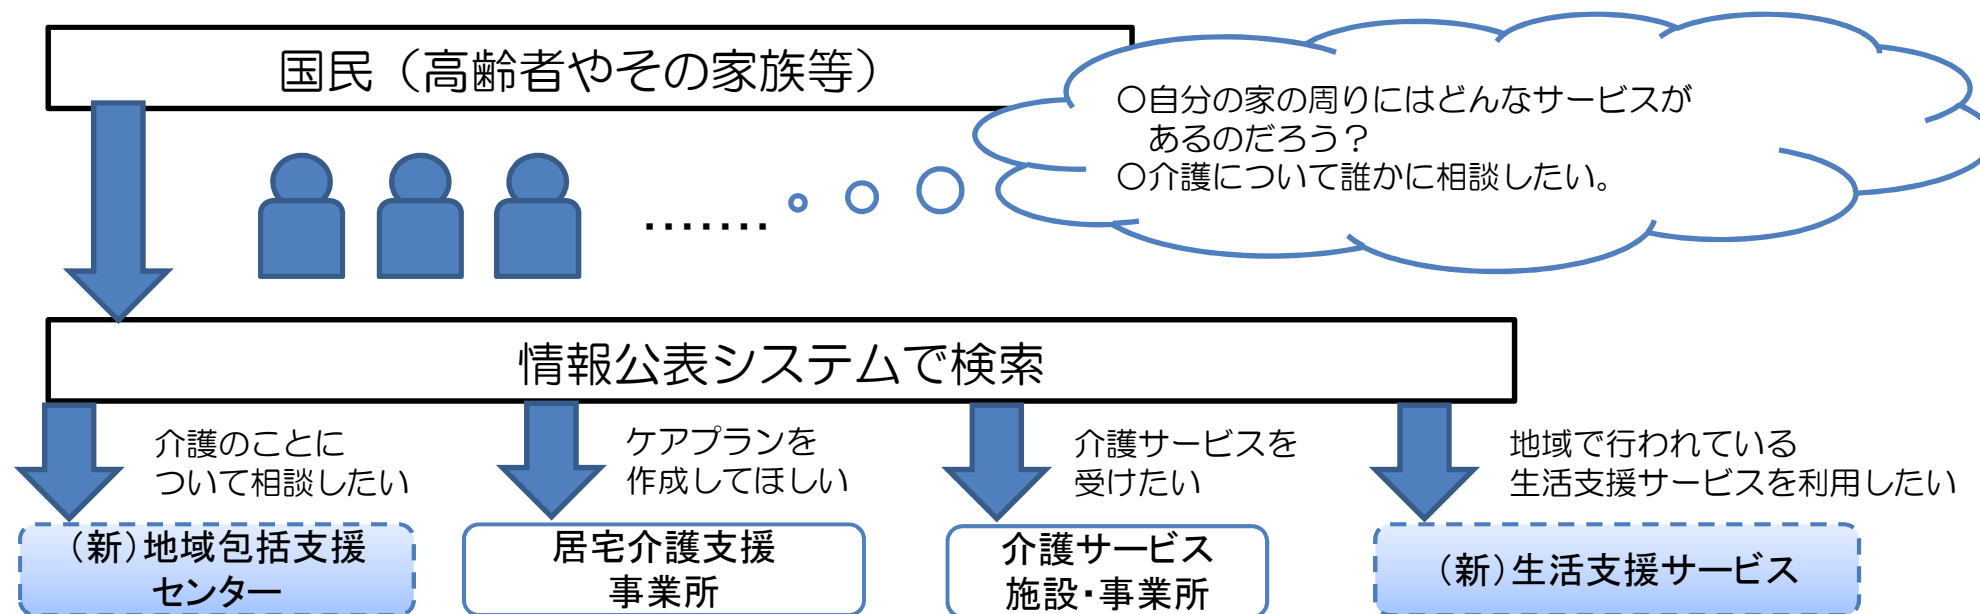 国民（高齢者やその家族等）
○自分の家の周りにはどんなサービスが
あるのだろう？
○介護について誰かに相談したい。
･･･････
情報公表システムで検索
介護のことに
ついて相談したい
ケアプランを
作成してほしい
介護サービスを
受けたい
地域で行われている
生活支援サービスを利用したい
（新）地域包括支援
センター
居宅介護支援
事業所
介護サービス
施設・事業所
（新）生活支援サービス